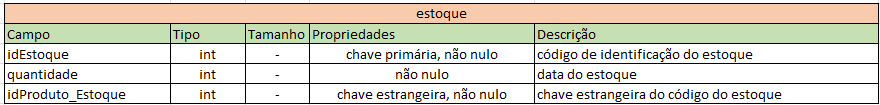 estoque
Campo Tipo Tamanho Propriedades Descrição
idEstoque int - chave primária, não nulo código de identificação do estoque
quantidade int - não nulo data do estoque
idProduto_Estoque int - chave estrangeira, não nulo chave estrangeira do código do estoque